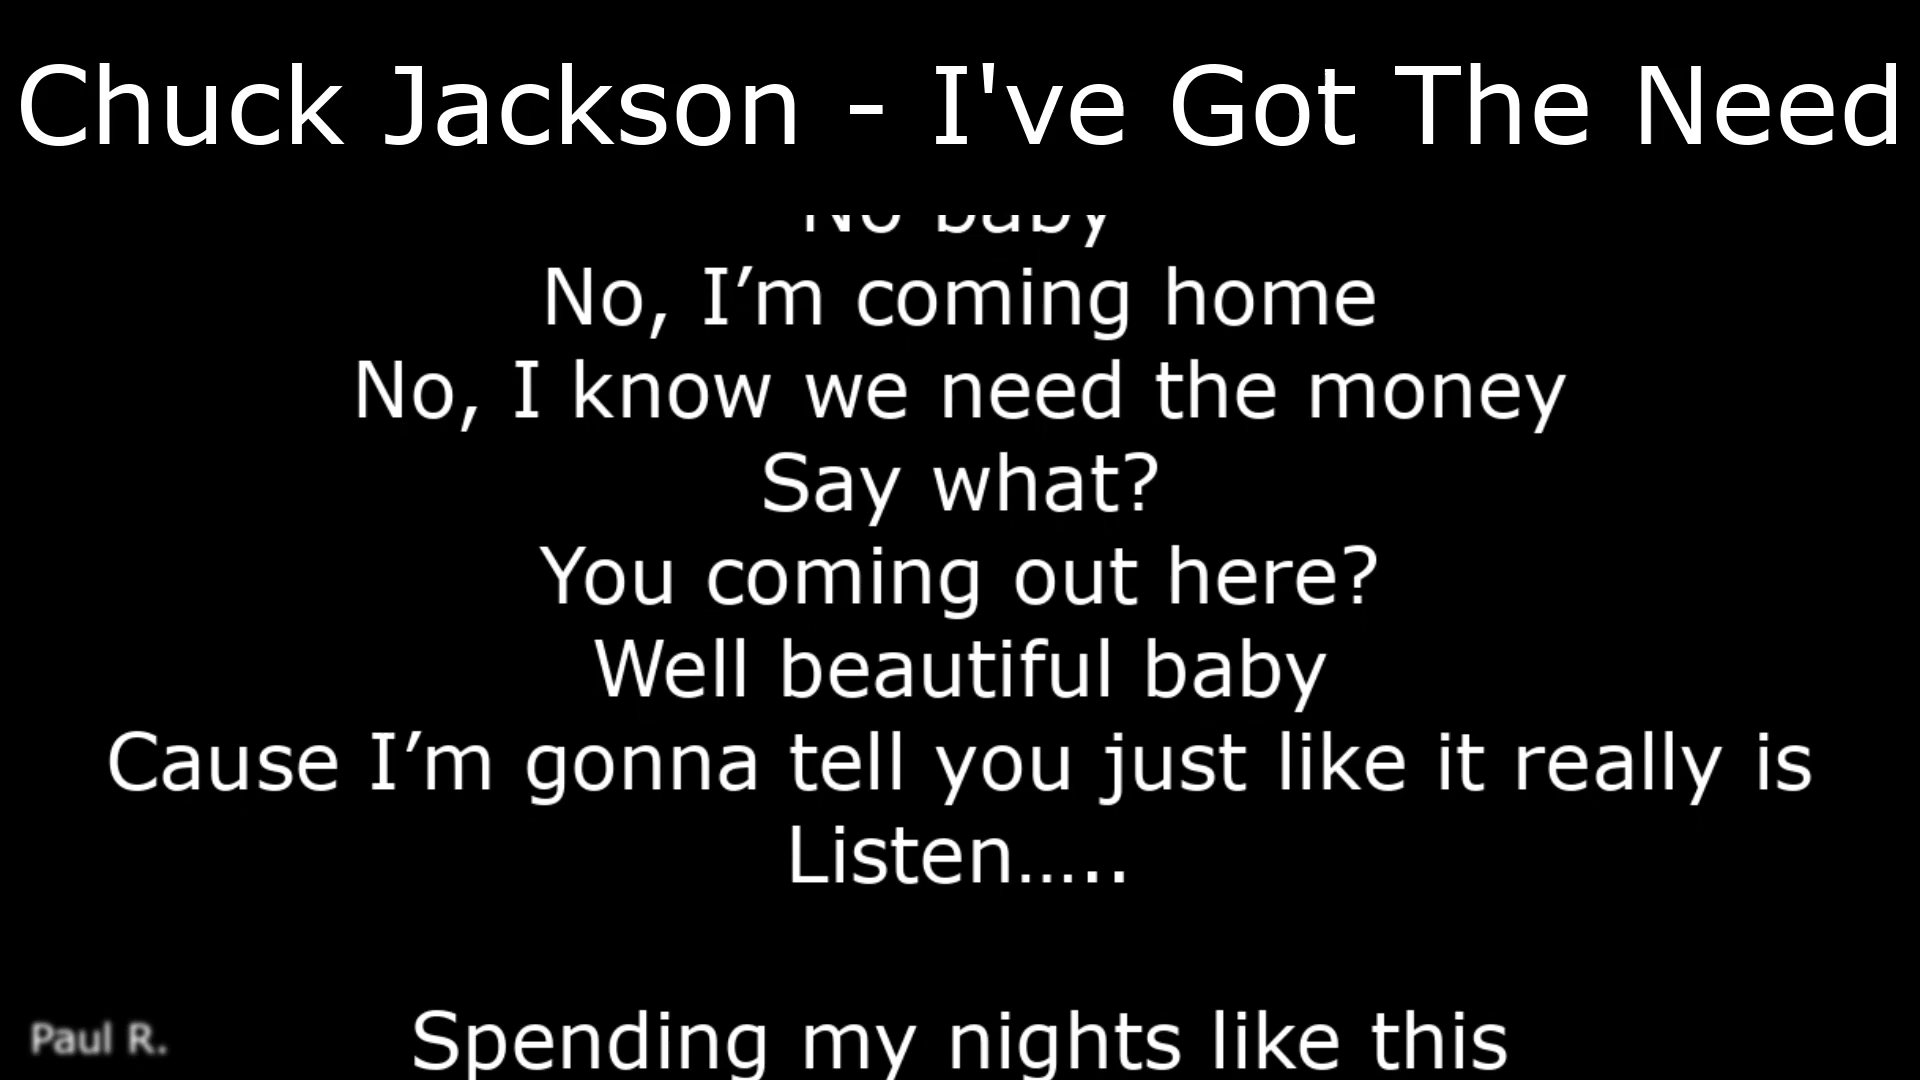 Chuck Jackson - I've Got The Need
No baby
No, I’m coming home
No, I know we need the money
Say what?
You coming out here?
Well beautiful baby
Cause I’m gonna tell you just like it really is
Listen…..
Spending my nights like this
Paul R.